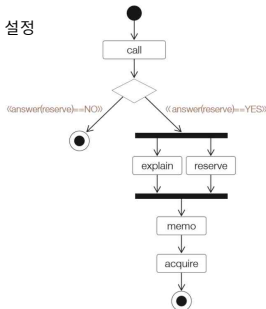 설정
call
《answer(reserve)==NO》
《answer(reserve)==YES》
explain
reserve
memo
acquire